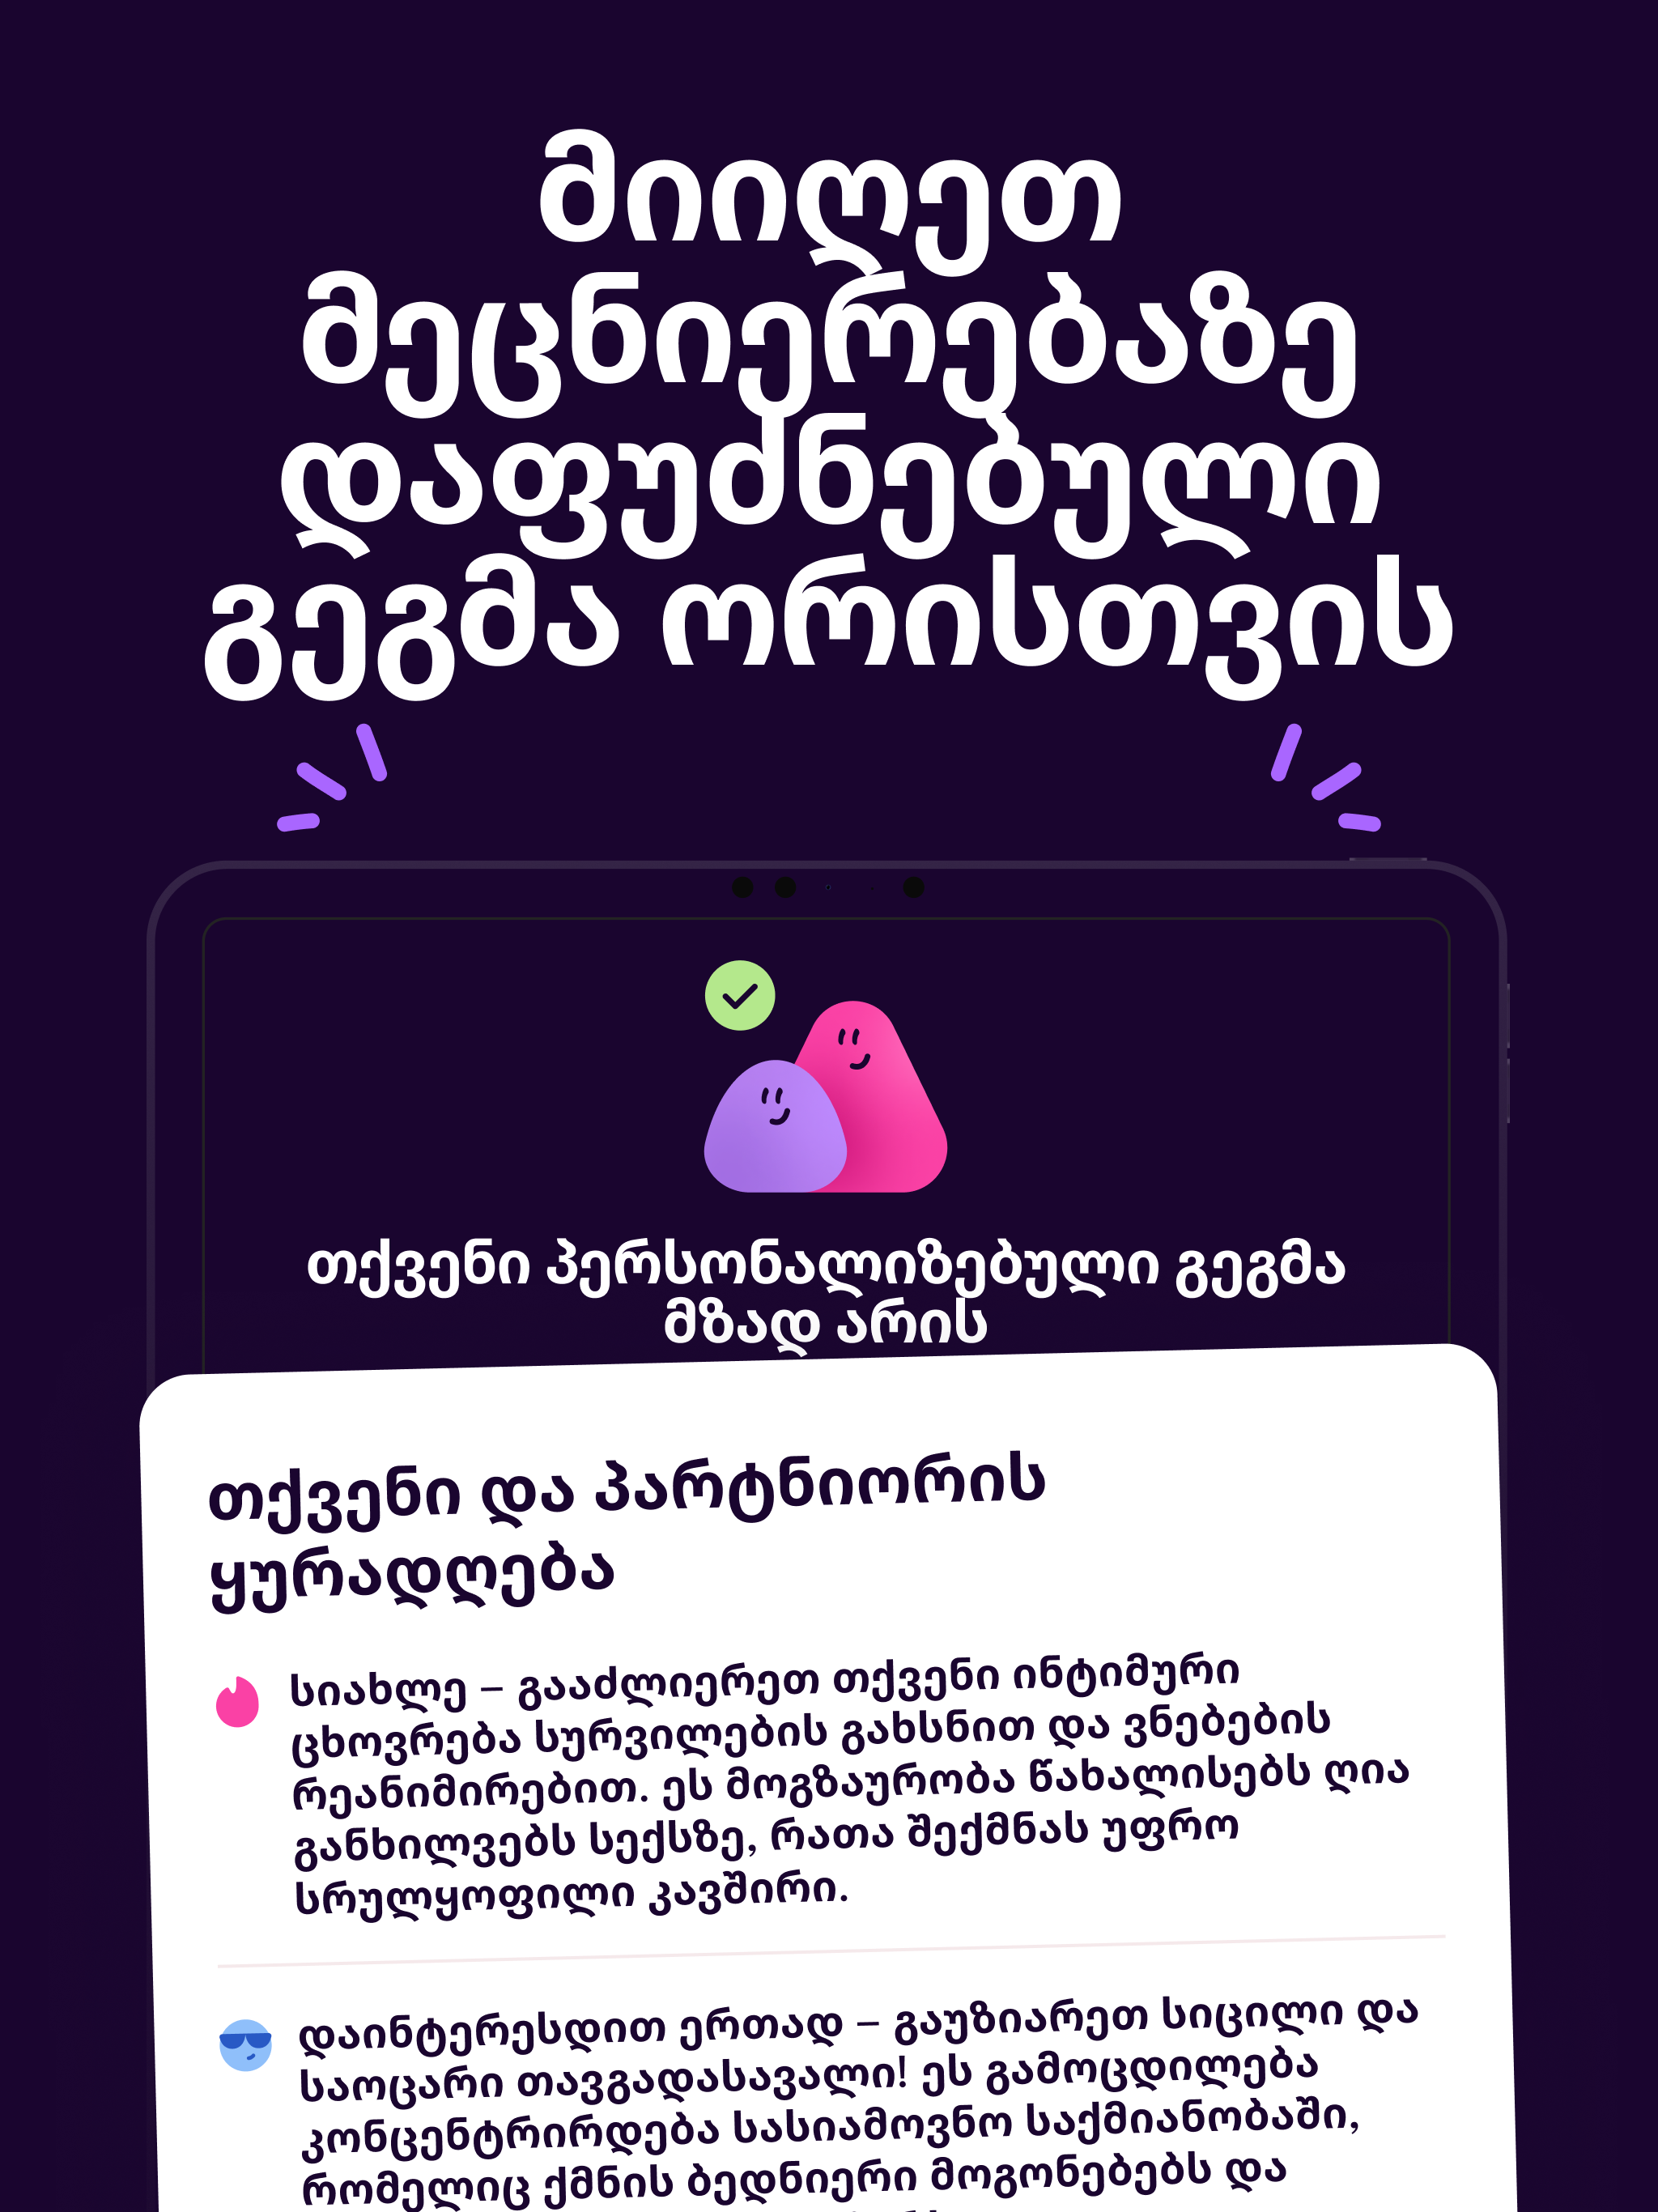 მიიღეთ
მეცნიერებაზე
დაფუძნებული
გეგმა ორისთვის
თქვენი პერსონალიზებული გეგმა
მზად არის
თქვენი და პარტნიორის
ყურადღება
სიახლე – გააძლიერეთ თქვენი ინტიმური
ცხოვრება სურვილების გახსნით და ვნებების
რეანიმირებით. ეს მოგზაურობა წახალისებს ღია
განხილვებს სექსზე, რათა შექმნას უფრო
სრულყოფილი კავშირი.
დაინტერესდით ერთად – გაუზიარეთ სიცილი და
საოცარი თავგადასავალი! ეს გამოცდილება
კონცენტრირდება სასიამოვნო საქმიანობაში,
რომელიც ქმნის ბედნიერი მოგონებებს და